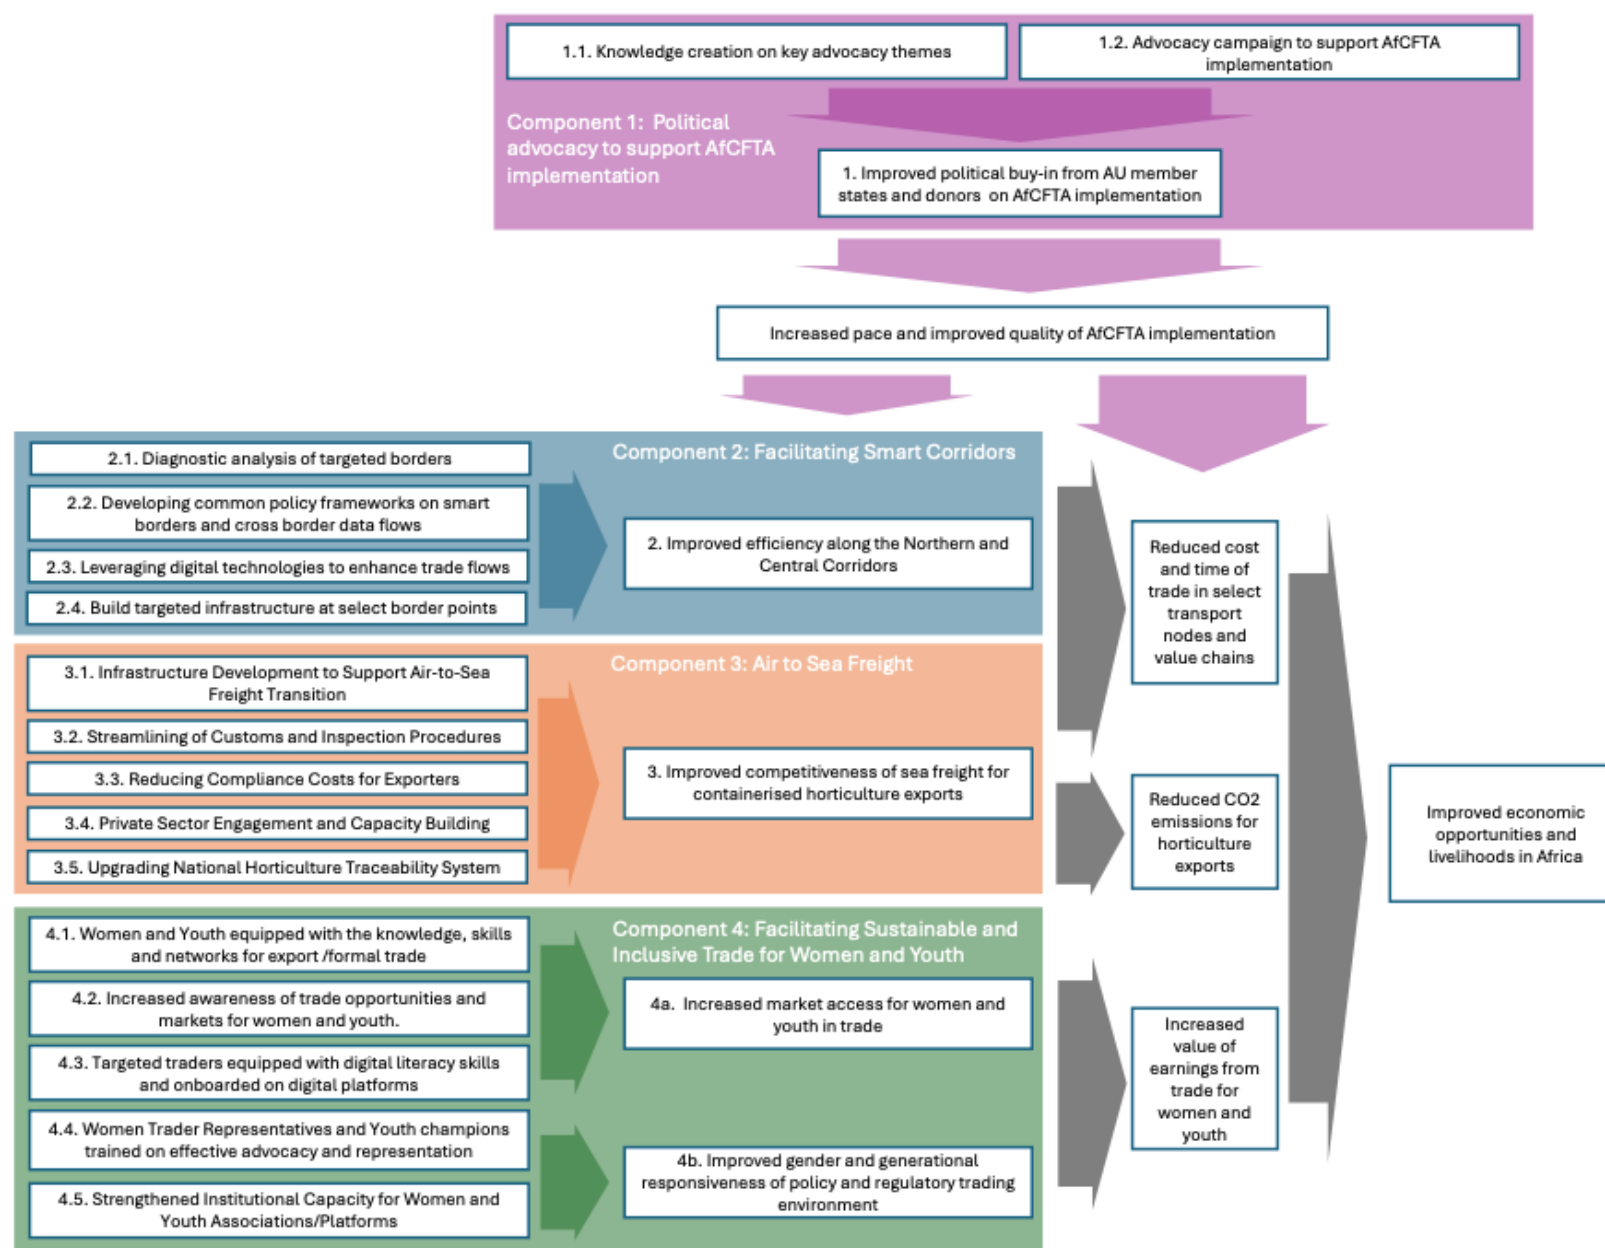 1.1. Knowledge creation on key advocacy themes
1.2. Advocacy campaign to support AfCFTA
implementation
Component 1:  Political
advocacy to support AfCFTA
implementation
1. Improved political buy-in from AU member
states and donors  on AfCFTA implementation
Increased pace and improved quality of AfCFTA implementation
Component 2: Facilitating Smart Corridors
2.1. Diagnostic analysis of targeted borders
2.2. Developing common policy frameworks on smart
borders and cross border data flows
2.3. Leveraging digital technologies to enhance trade flows
2.4. Build targeted infrastructure at select border points
2. Improved efficiency along the Northern and
Central Corridors
Component 3: Air to Sea Freight
3.1. Infrastructure Development to Support Air-to-Sea
Freight Transition
3.2. Streamlining of Customs and Inspection Procedures
3.3. Reducing Compliance Costs for Exporters
3.4. Private Sector Engagement and Capacity Building
3.5. Upgrading National Horticulture Traceability System
3. Improved competitiveness of sea freight for
containerised horticulture exports
Component 4: Facilitating Sustainable and
Inclusive Trade for Women and Youth
4.1. Women and Youth equipped with the knowledge, skills
and networks for export /formal trade
4.2. Increased awareness of trade opportunities and
markets for women and youth.
4.3. Targeted traders equipped with digital literacy skills
and onboarded on digital platforms
4.4. Women Trader Representatives and Youth champions
trained on effective advocacy and representation
4.5. Strengthened Institutional Capacity for Women and
Youth Associations/Platforms
4a.  Increased market access for women and
youth in trade
4b. Improved gender and generational
responsiveness of policy and regulatory trading
environment
Reduced cost
and time of
trade in select
transport
nodes and
value chains
Reduced CO2
emissions for
horticulture
exports
Increased
value of
earnings from
trade for
women and
youth
Improved economic
opportunities and
livelihoods in Africa